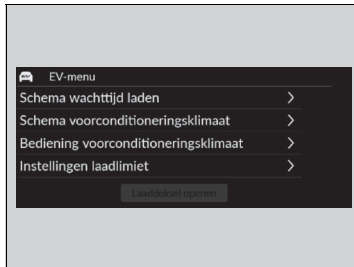 EV-menu
Schema wachttijd laden
Schema voorconditioneringsklimaat
Bediening voorconditioneringsklimaat
Instellingen laadlimiet
Laaddeksel openen